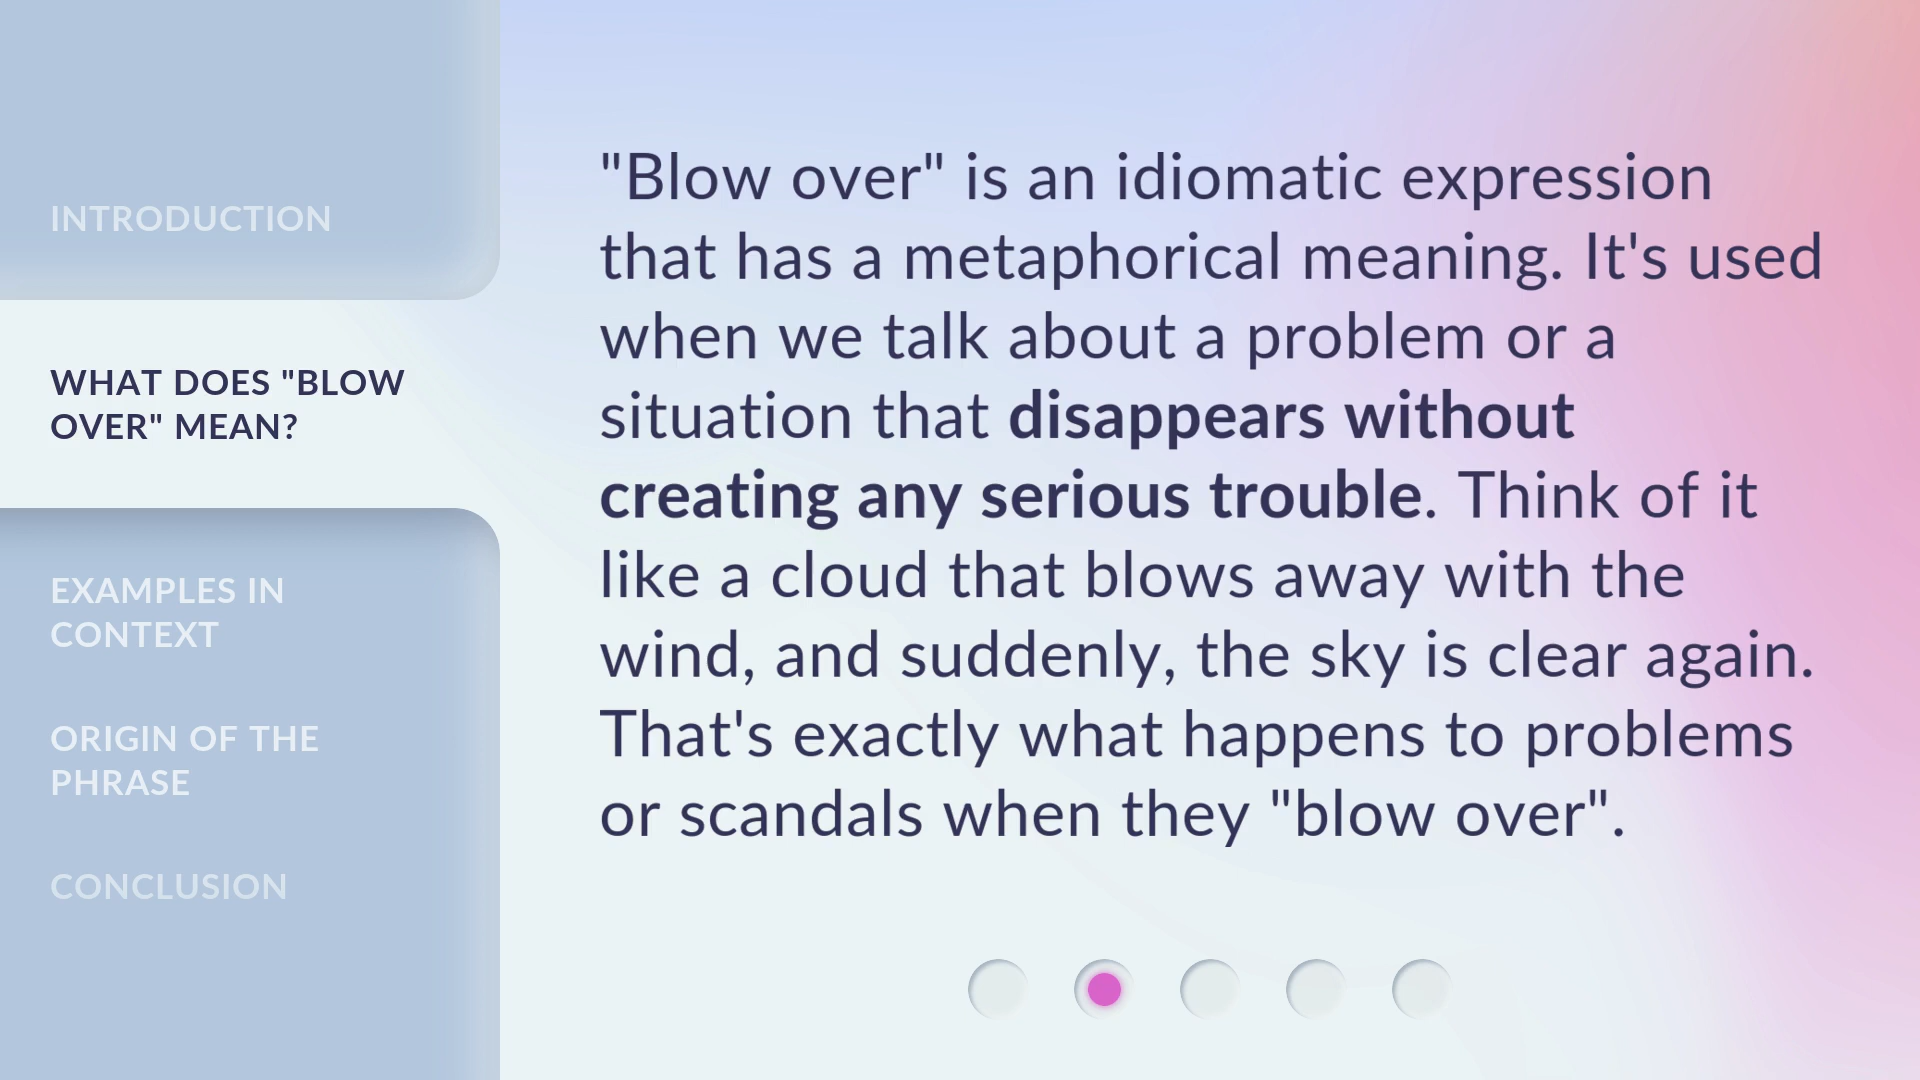 INTRODUCTION
WHAT DOES "BLOW
OVER" MEAN?
EXAMPLES IN
CONTEXT
ORIGIN OF THE
PHRASE
CONCLUSION
"Blow over" is an idiomatic expression
that has a metaphorical meaning. It's used
when we talk about a problem or a
situation that disappears without
creating any serious trouble. Think of it
like a cloud that blows away with the
wind, and suddenly, the sky is clear again.
That's exactly what happens to problems
or scandals when they "blow over".